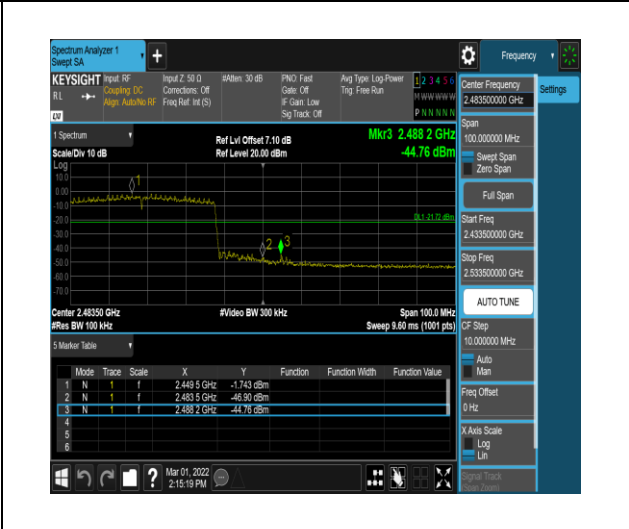 Spectrum Analyzer 1
Swept SA
+
Frequency
KEYSIGHT Input: RF
RL
Coupling: DC
Align: Auto/No RF
Input Z: 50 Ω
Corrections: Off
Freq Ref: Int (S)
#Atten: 30 dB
PNO: Fast
Gate: Off
IF Gain: Low
Sig Track: Off
Avg Type: Log-Power
Trig: Free Run
1 2 3 4 5 6
M W W W W W
P N N N N N
Center Frequency
2.483500000 GHz
Settings
Span
100.000000 MHz
Swept Span
Zero Span
Full Span
Start Freq
2.433500000 GHz
Stop Freq
2.533500000 GHz
AUTO TUNE
CF Step
10.000000 MHz
Auto
Man
Freq Offset
0 Hz
X Axis Scale
Log
Lin
Signal Track
(Span Zoom)
1 Spectrum
Scale/Div 10 dB
Ref Lvl Offset 7.10 dB
Ref Level 20.00 dBm
Mkr3 2.488 2 GHz
-44.76 dBm
Log
10.0
0.00
-10.0
-20.0
-30.0
-40.0
-50.0
-60.0
-70.0
1
2
3
DL1 -21.72 dBm
Center 2.48350 GHz
#Res BW 100 kHz
#Video BW 300 kHz
Span 100.0 MHz
Sweep 9.60 ms (1001 pts)
5 Marker Table
Mode Trace Scale X Y Function Function Width Function Value
1 N 1 f 2.449 5 GHz -1.743 dBm
2 N 1 f 2.483 5 GHz -46.90 dBm
3 N 1 f 2.488 2 GHz -44.76 dBm
4
5
6
?
Mar 01, 2022
2:15:19 PM